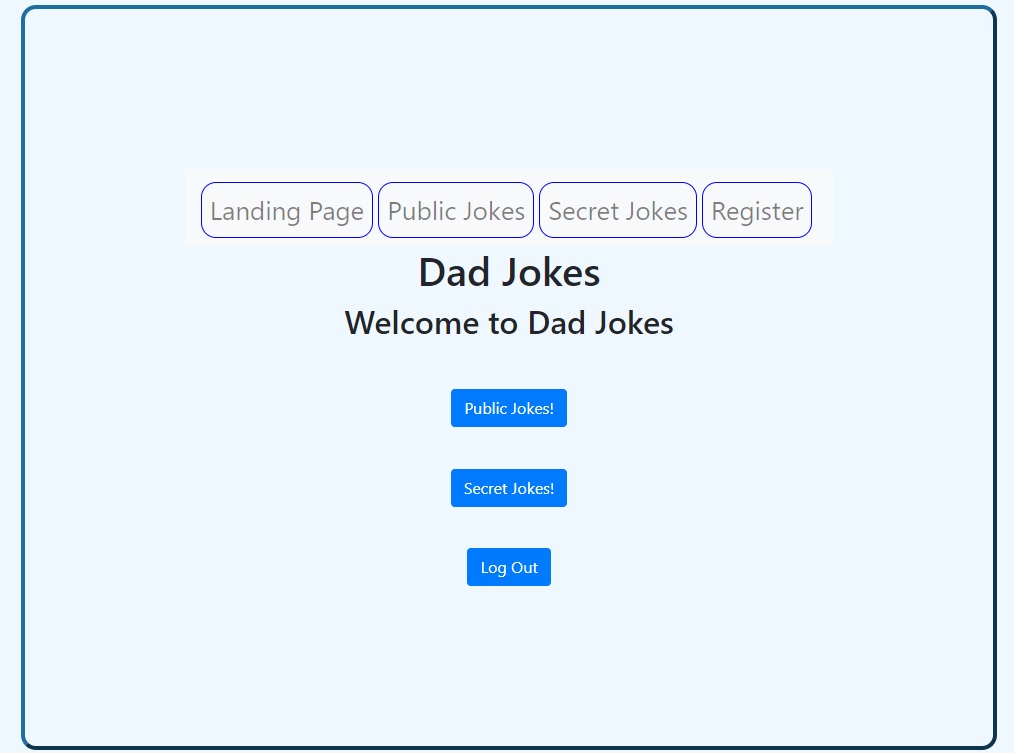 Landing Page Public Jokes Secret Jokes Register
Dad Jokes
Welcome to Dad Jokes
Public Jokes!
Secret Jokes!
Log Out